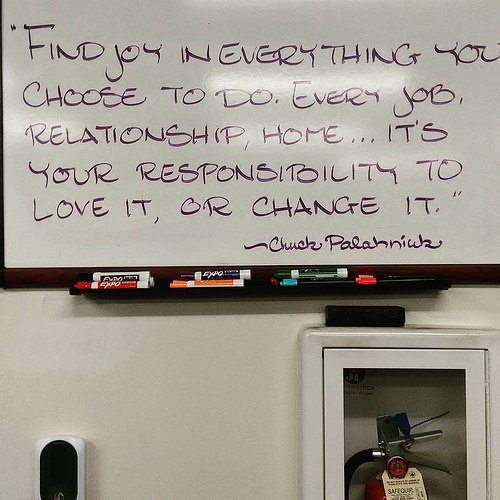 "FIND JOY IN EVERYTHING YOU
CHOOSE TO DO. EVERY JOB,
RELATIONSHIP, HOME... IT'S
YOUR RESPONSIBILITY TO
LOVE IT, OR CHANGE IT."
~Chuck Palahniuk
EXPO
EXPO
EXPO
SAFEQUIP